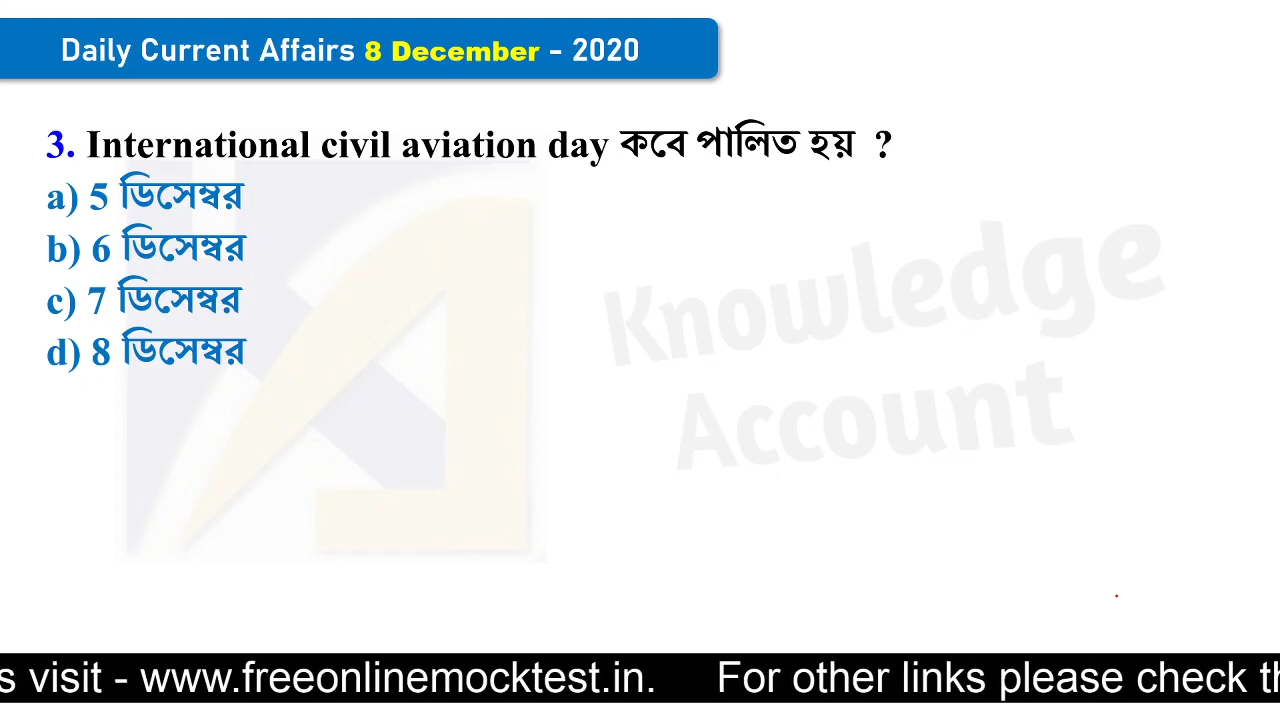 Daily Current Affairs 8 December - 2020
3. International civil aviation day কবে পালিত হয় ?
a) 5 ডিসেম্বর
b) 6 ডিসেম্বর
c) 7 ডিসেম্বর
d) 8 ডিসেম্বর
Knowledge
Account
s visit - www.freeonlinemocktest.in. For other links please check th